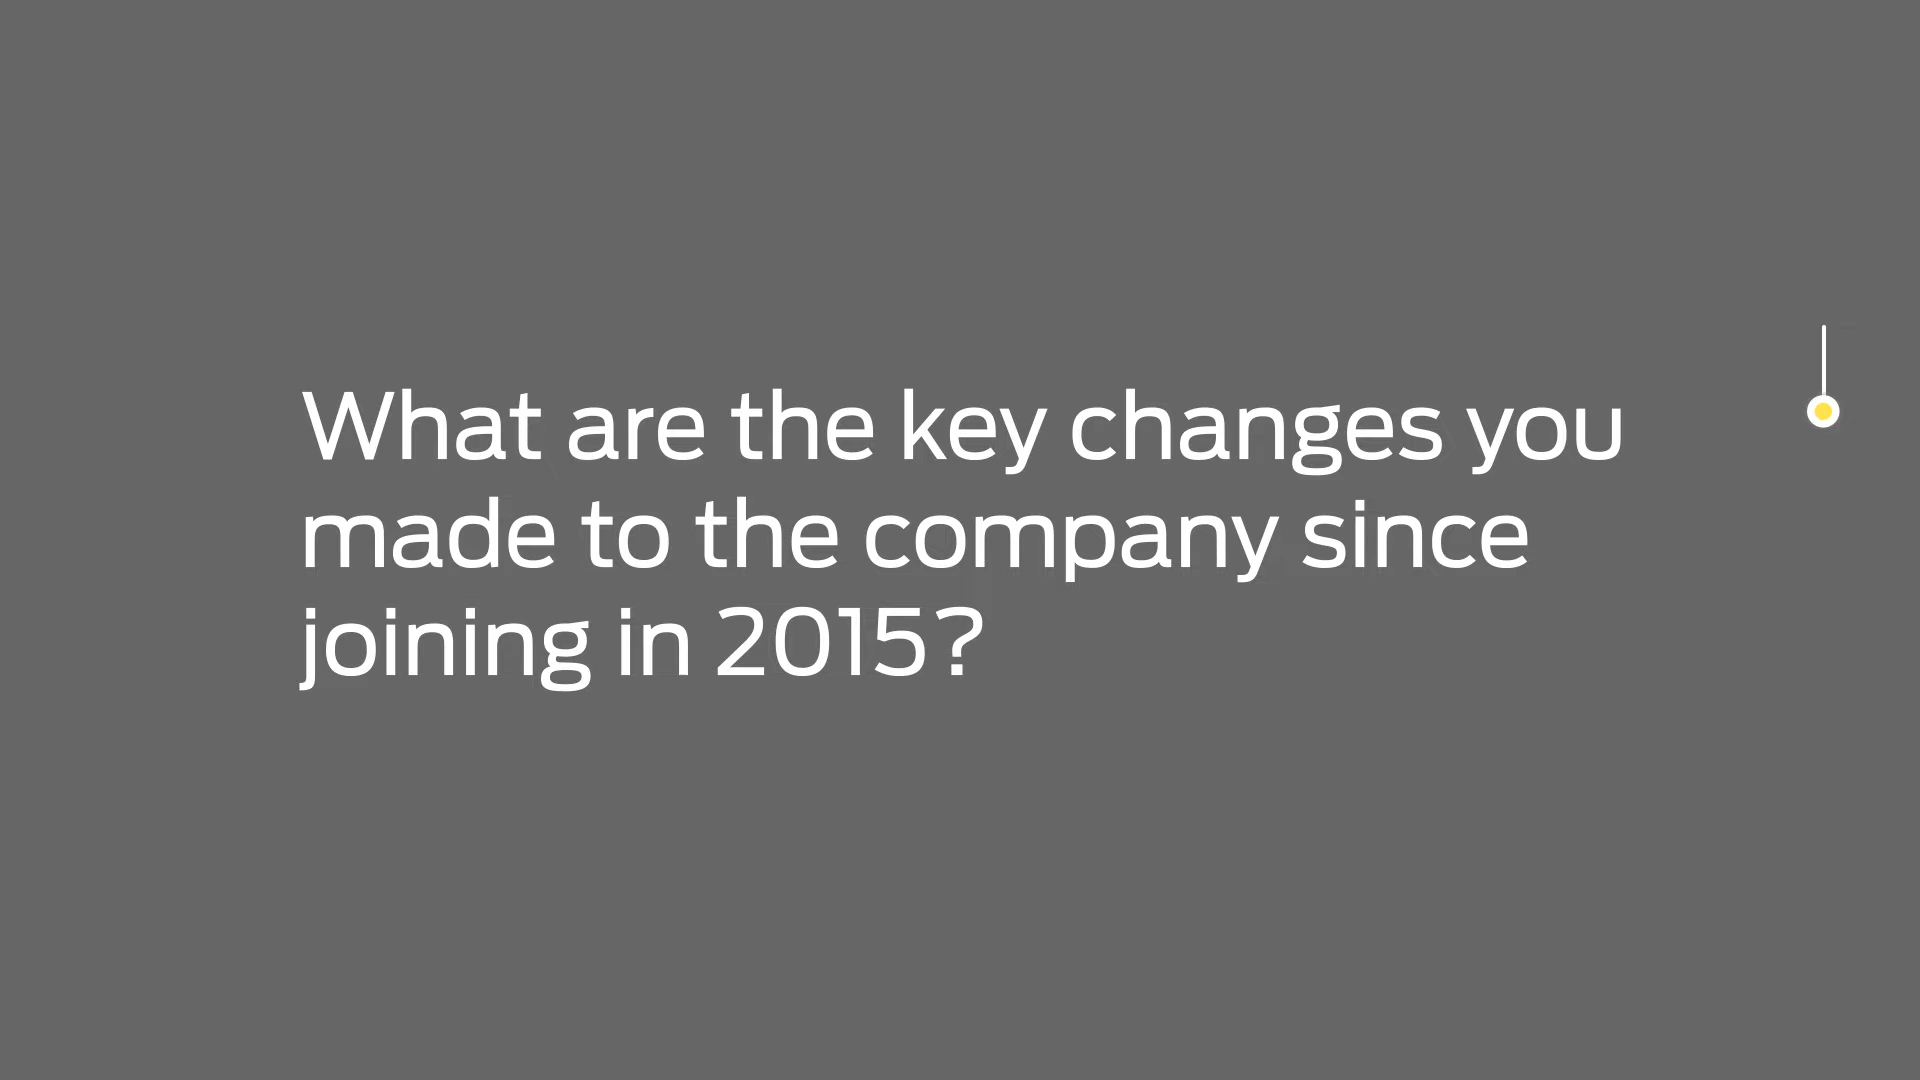 What are the key changes you
made to the company since
joining in 2015?